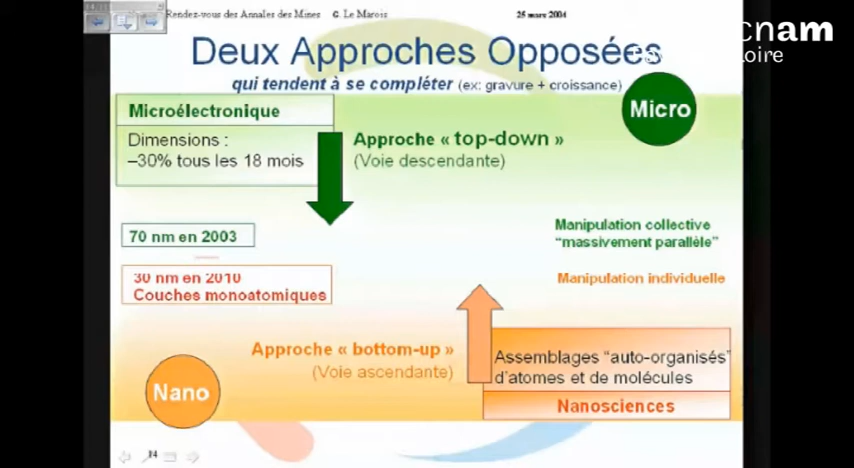 Rendez-vous des Annales des Mines G. Le Marois 25 mars 2004
cnam
Loire
Deux Approches Opposées
qui tendent à se compléter (ex: gravure + croissance)
Micro
Microélectronique
Dimensions :
–30% tous les 18 mois
Approche « top-down »
(Voie descendante)
70 nm en 2003
Manipulation collective
“massivement parallèle”
30 nm en 2010
Couches monoatomiques
Manipulation individuelle
Approche « bottom-up »
(Voie ascendante)
Assemblages “auto-organisés”
d’atomes et de molécules
Nano
Nanosciences
14